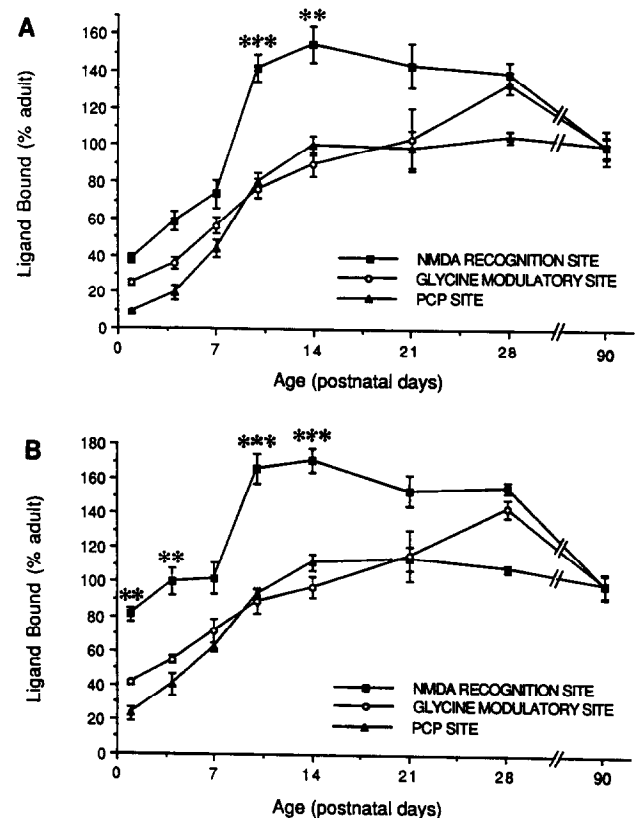 A
Ligand Bound (% adult)
160
140
120
100
80
60
40
20
0
***
**
NMDA RECOGNITION SITE
GLYCINE MODULATORY SITE
PCP SITE
0 7 14 21 28 90
Age (postnatal days)
B
Ligand Bound (% adult)
180
160
140
120
100
80
60
40
20
0
**
**
***
***
NMDA RECOGNITION SITE
GLYCINE MODULATORY SITE
PCP SITE
0 7 14 21 28 90
Age (postnatal days)